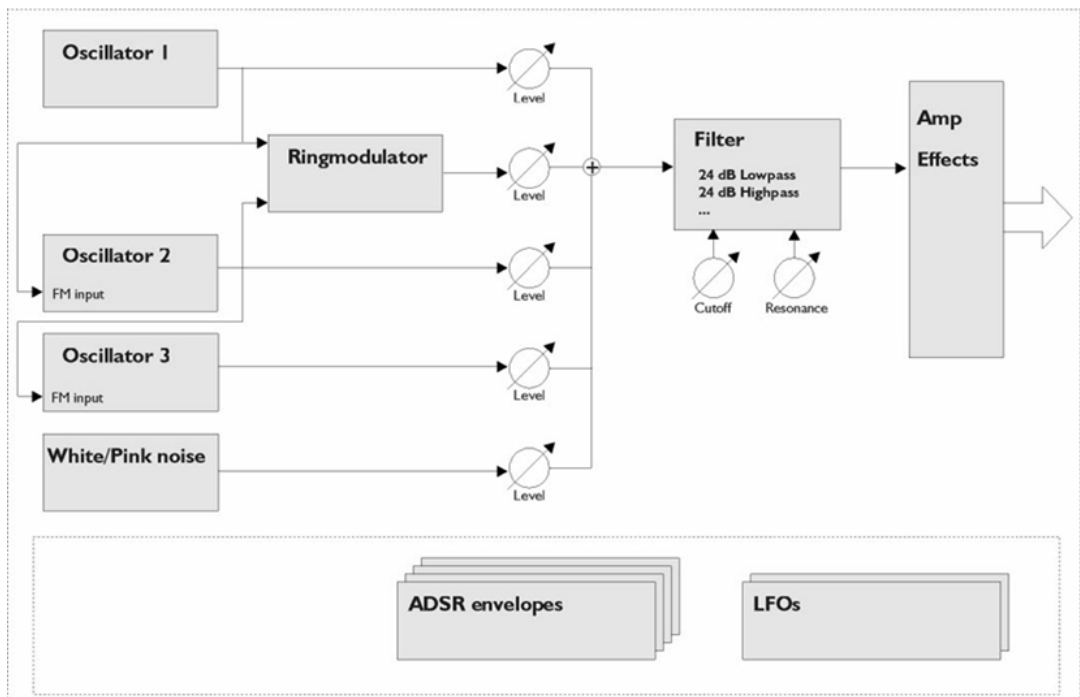 Oscillator 1
Level
Ringmodulator
Level
Filter
24 dB Lowpass
24 dB Highpass
...
Cutoff
Resonance
Amp
Effects
Oscillator 2
FM input
Level
Oscillator 3
FM input
Level
White/Pink noise
Level
ADSR envelopes
LFOs